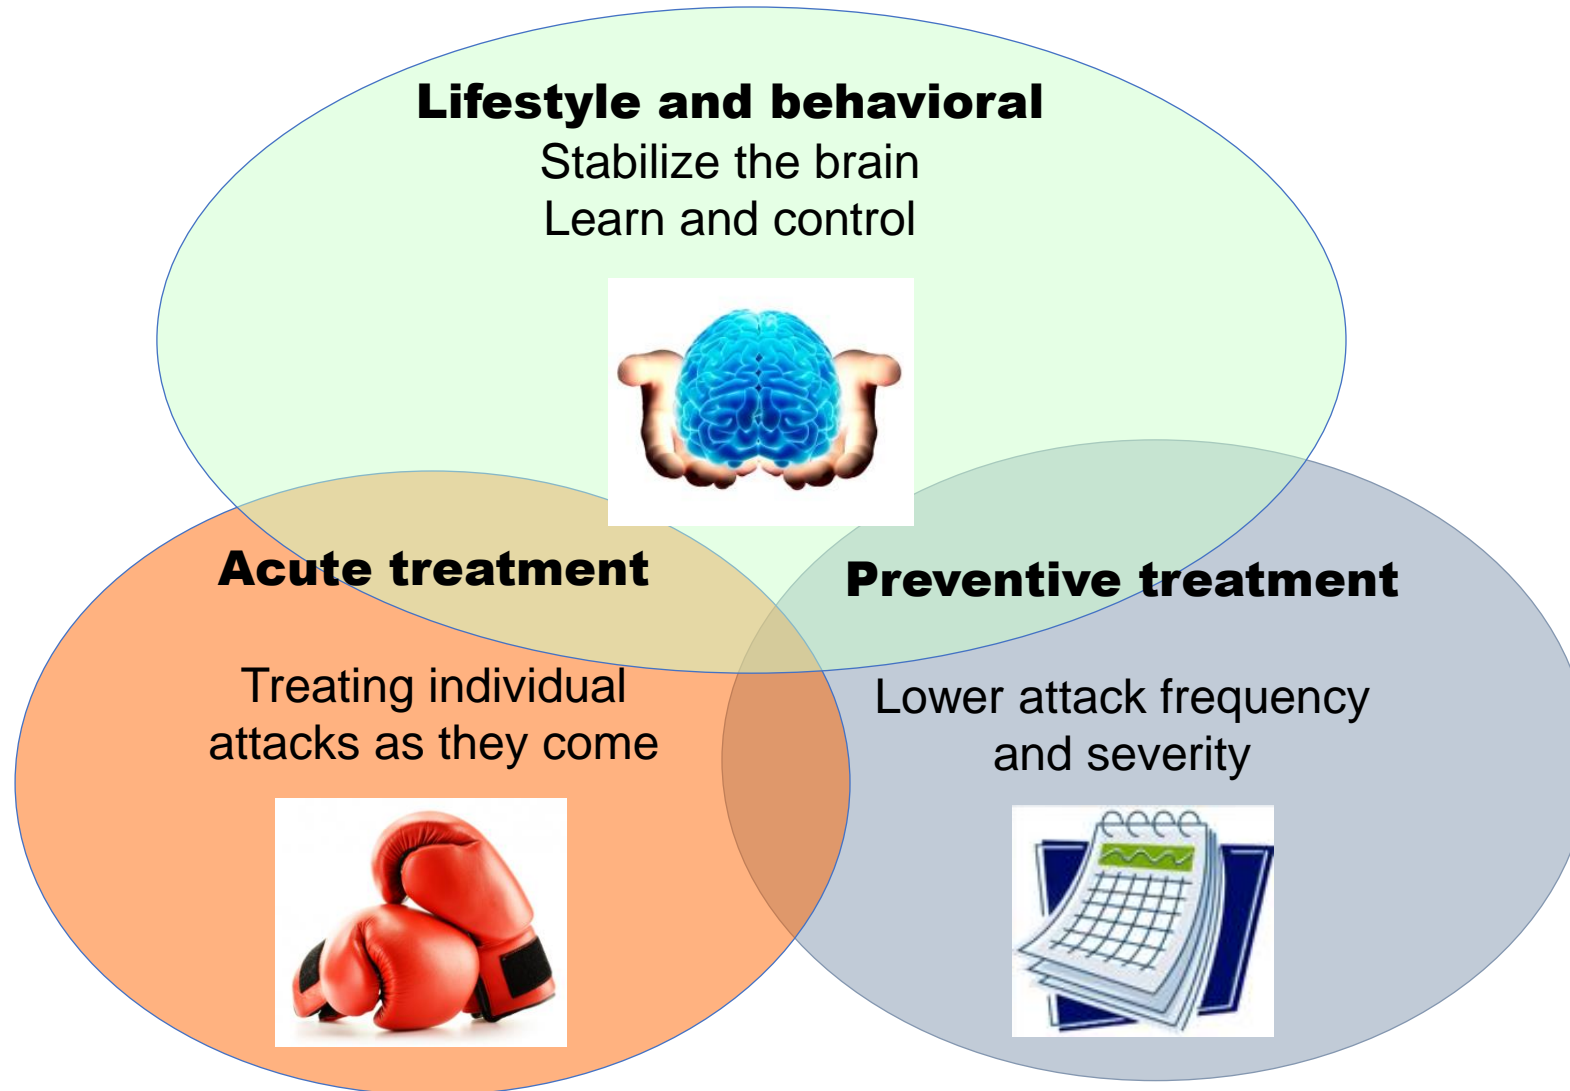 Lifestyle and behavioral
Stabilize the brain
Learn and control
Acute treatment
Treating individual
attacks as they come
Preventive treatment
Lower attack frequency
and severity